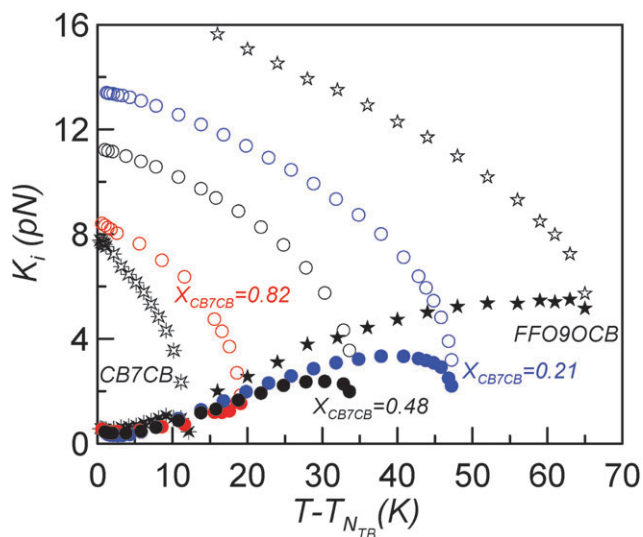 16
12
8
4
0
K_i (pN)
X_CB7CB=0.82
CB7CB
FFO9OCB
X_CB7CB=0.21
X_CB7CB=0.48
0 10 20 30 40 50 60 70
T-T_N_TB(K)